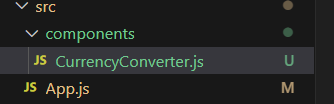 src
components
JS CurrencyConverter.js U
JS App.js M